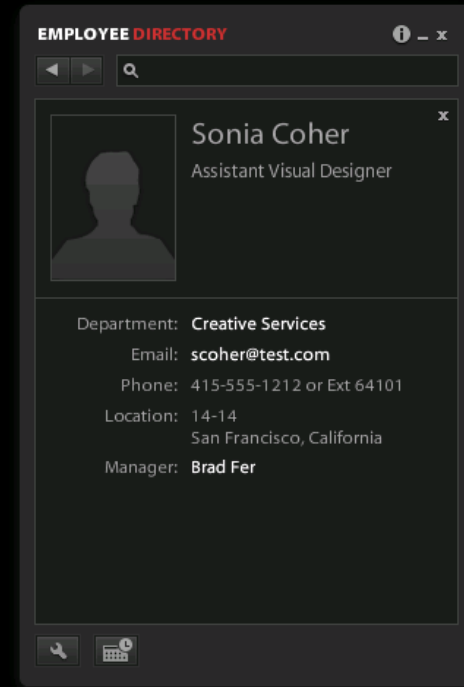 EMPLOYEE DIRECTORY
Sonia Coher
Assistant Visual Designer
Department: Creative Services
Email: scoher@test.com
Phone: 415-555-1212 or Ext 64101
Location: 14-14
San Francisco, California
Manager: Brad Fer